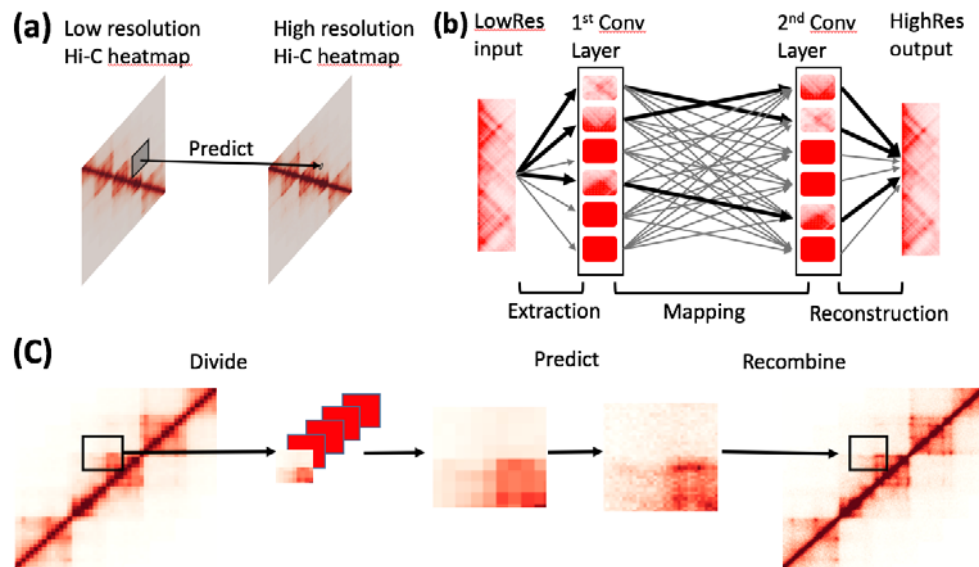 (a)
Low resolution
Hi-C heatmap
High resolution
Hi-C heatmap
Predict
(b)
LowRes
input
1st Conv
Layer
2nd Conv
Layer
HighRes
output
Extraction
Mapping
Reconstruction
(C)
Divide
Predict
Recombine